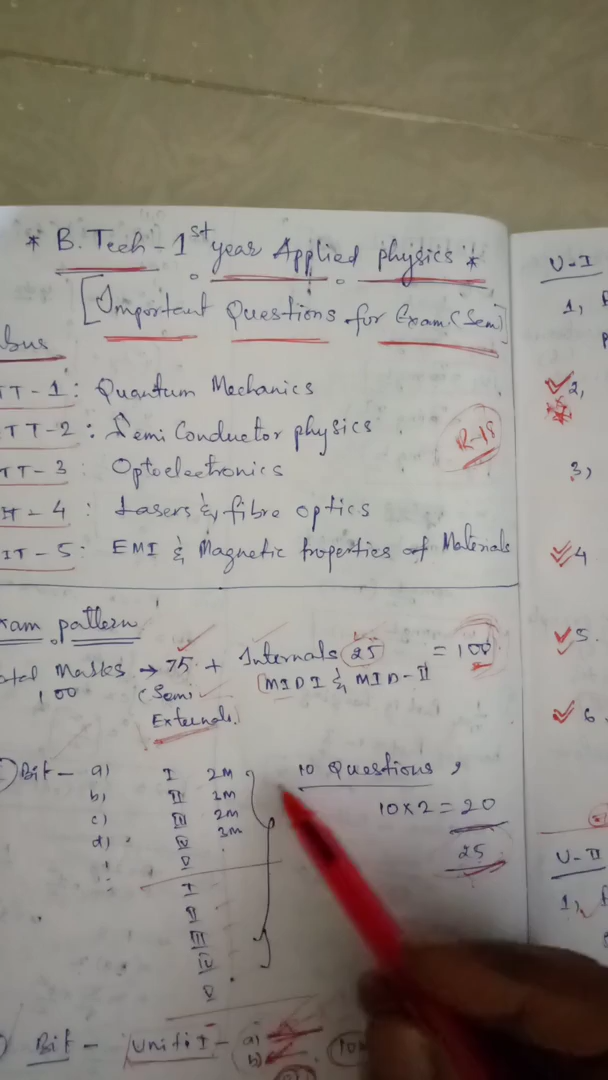 * B. Tech - 1st year Applied physics *
[Important Questions for Exam (Sem)]
bus
IT-1: Quantum Mechanics
IT-2: Semi Conductor physics
R-18
IT-3: Optoelectronics
IT-4: Lasers & fibre optics
IT-5: EMI & Magnetic properties of Materials
xam pattern
otal Marks → 75 + Internals 25 = 100
100 (Sem) [MID I & MID-II
Externals.)
Bit - a) I 2M 10 Questions,
b) II 2M 10×2 = 20
c) III 2M
d) IV 3M 25
V
I
II
III
IV
V
Bit - Unit I - a)
b)
U-I
1,
2,
3,
4
5.
6.
U-II
1,